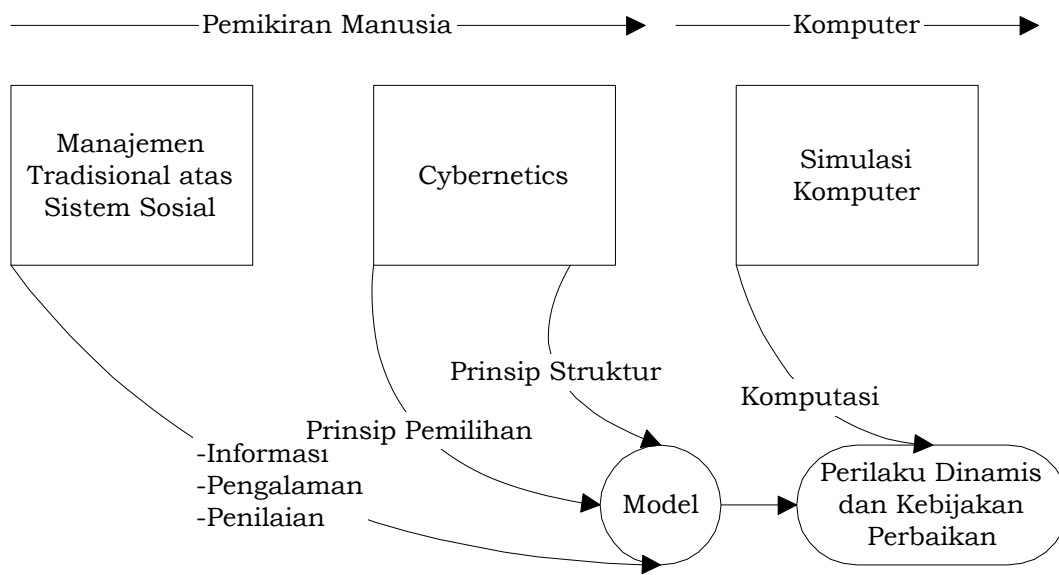 Pemikiran Manusia
Komputer
Manajemen
Tradisional atas
Sistem Sosial
Cybernetics
Simulasi
Komputer
Prinsip Struktur
Komputasi
Prinsip Pemilihan
-Informasi
-Pengalaman
-Penilaian
Model
Perilaku Dinamis
dan Kebijakan
Perbaikan